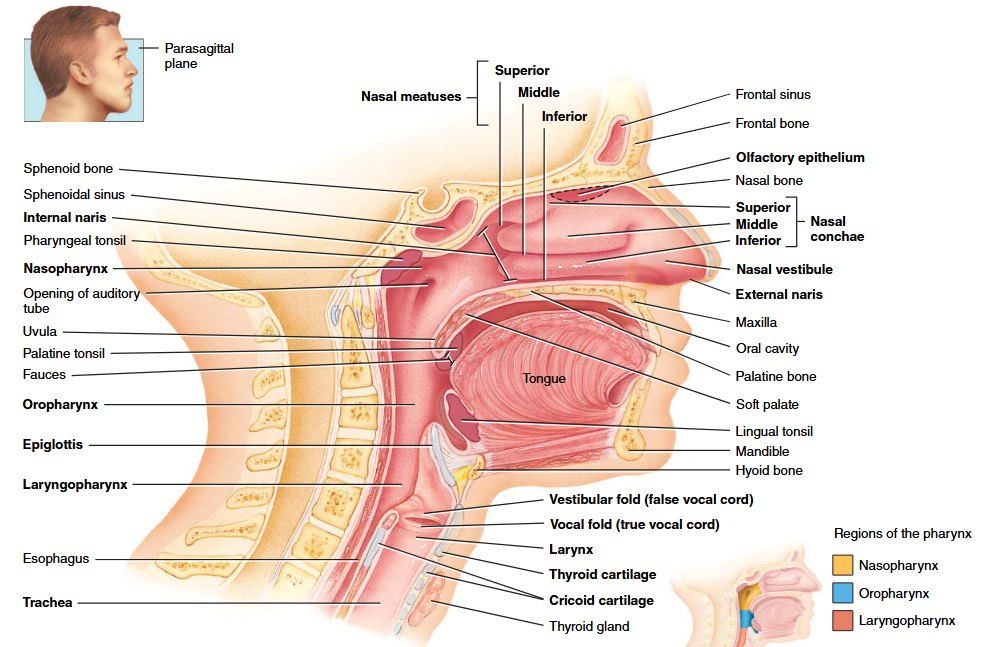 Parasagittal
plane
Nasal meatuses
Superior
Middle
Inferior
Sphenoid bone
Sphenoidal sinus
Internal naris
Pharyngeal tonsil
Nasopharynx
Opening of auditory
tube
Uvula
Palatine tonsil
Fauces
Oropharynx
Epiglottis
Laryngopharynx
Esophagus
Trachea
Tongue
Frontal sinus
Frontal bone
Olfactory epithelium
Nasal bone
Superior
Middle
Inferior
Nasal
conchae
Nasal vestibule
External naris
Maxilla
Oral cavity
Palatine bone
Soft palate
Lingual tonsil
Mandible
Hyoid bone
Vestibular fold (false vocal cord)
Vocal fold (true vocal cord)
Larynx
Thyroid cartilage
Cricoid cartilage
Thyroid gland
Regions of the pharynx
Nasopharynx
Oropharynx
Laryngopharynx